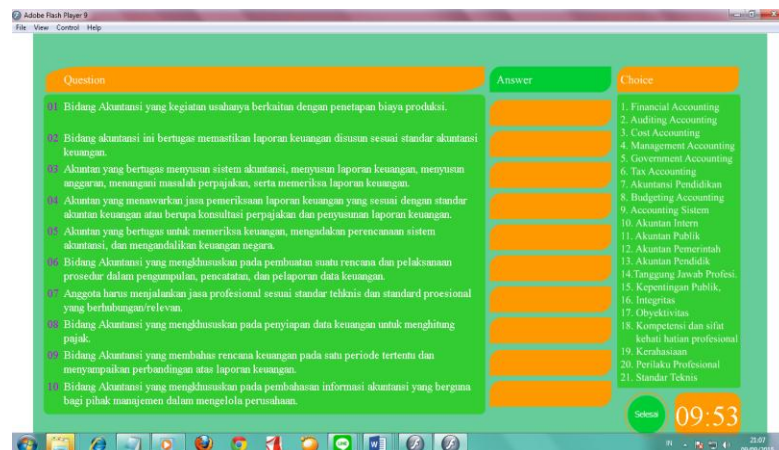 Adobe Flash Player 9
File View Control Help
Question
Answer
Choice
01 Bidang Akuntansi yang kegiatan usahanya berkaitan dengan penetapan biaya produksi.
02 Bidang akuntansi ini bertugas memastikan laporan keuangan disusun sesuai standar akuntansi
keuangan.
03 Akuntan yang bertugas menyusun sistem akuntansi, menyusun laporan keuangan, menyusun
anggaran, menangani masalah perpajakan, serta memeriksa laporan keuangan.
04 Akuntan yang menawarkan jasa pemeriksaan laporan keuangan yang sesuai dengan standar
akuntan keuangan atau berupa konsultasi perpajakan dan penyusunan laporan keuangan.
05 Akuntan yang bertugas untuk memeriksa keuangan, mengadakan perencanaan sistem
akuntansi, dan mengandalikan keuangan negara.
06 Bidang Akuntansi yang mengkhususkan pada pembuatan suatu rencana dan pelaksanaan
prosedur dalam pengumpulan, pencatatan, dan pelaporan data keuangan.
07 Anggota harus menjalankan jasa profesional sesuai standar tehknis dan standard proesional
yang berhubungan/relevan.
08 Bidang Akuntansi yang mengkhususkan pada penyiapan data keuangan untuk menghitung
pajak.
09 Bidang Akuntansi yang membahas rencana keuangan pada satu periode tertentu dan
menyampaikan perbandingan atas laporan keuangan.
10 Bidang Akuntansi yang mengkhususkan pada pembahasan informasi akuntansi yang berguna
bagi pihak manajemen dalam mengelola perusahaan.
1. Financial Accounting
2. Auditing Accounting
3. Cost Accounting
4. Management Accounting
5. Government Accounting
6. Tax Accounting
7. Akuntansi Pendidikan
8. Budgeting Accounting
9. Accounting Sistem
10. Akuntan Intern
11. Akuntan Publik
12. Akuntan Pemerintah
13. Akuntan Pendidik
14.Tanggung Jawab Profesi.
15. Kepentingan Publik,
16. Integritas
17. Obyektivitas
18. Kompetensi dan sifat
kehati hatian profesional
19. Kerahasiaan
20. Perilaku Profesional
21. Standar Teknis
Selesai
09:53
IN
21:07